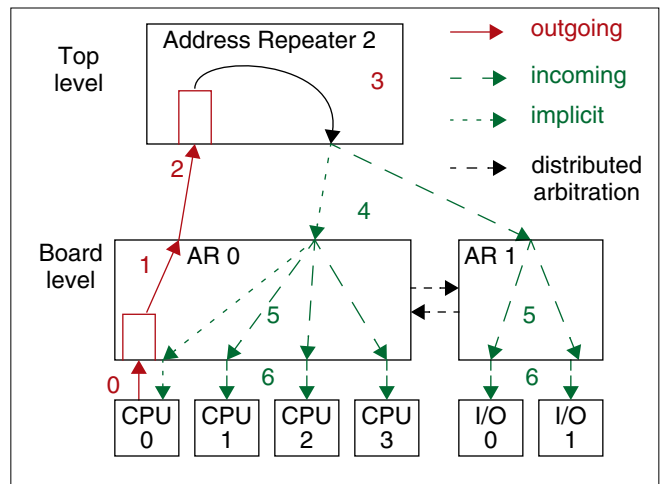 Top level
Address Repeater 2
3
outgoing
incoming
implicit
distributed arbitration
2
4
Board level
1
AR 0
AR 1
5
5
0
6
6
CPU 0
CPU 1
CPU 2
CPU 3
I/O 0
I/O 1